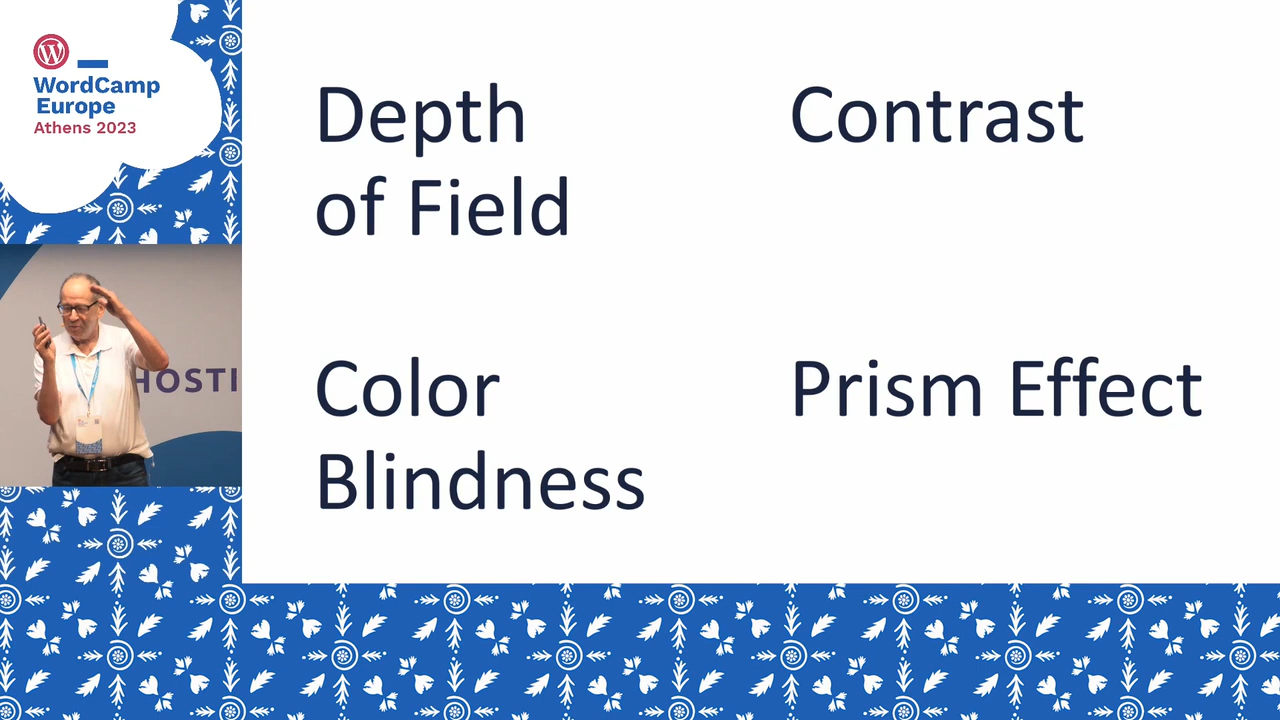 WordCamp
Europe
Athens 2023
Depth
of Field
Contrast
Color
Blindness
Prism Effect
HOSTI